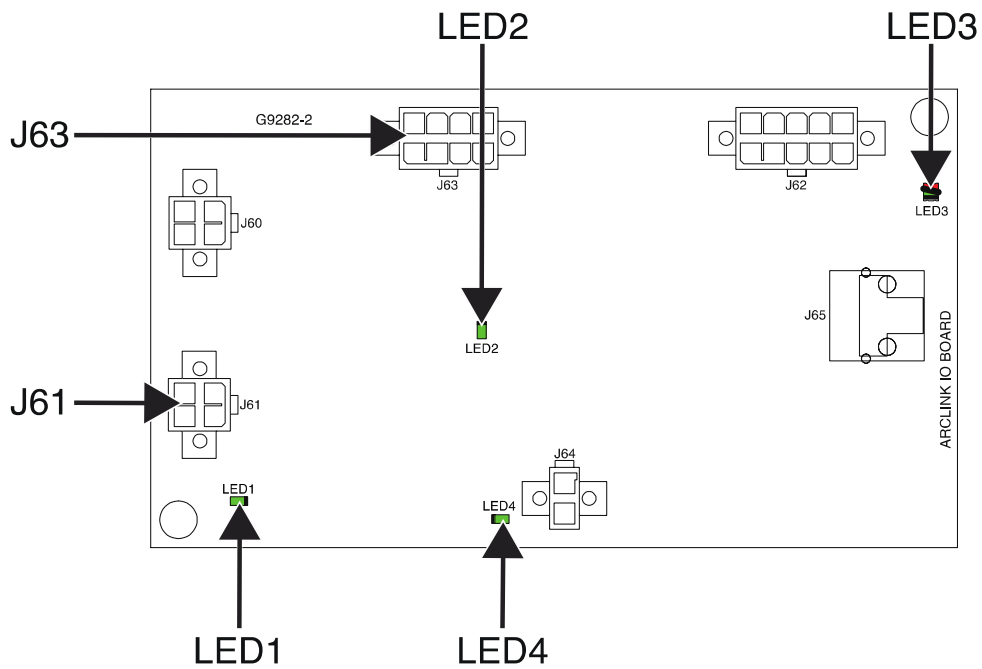 LED2
LED3
J63
G9282-2
J63
J62
LED3
J60
J65
LED2
ARCLINK IO BOARD
J61
J61
J64
LED1
LED4
LED1
LED4